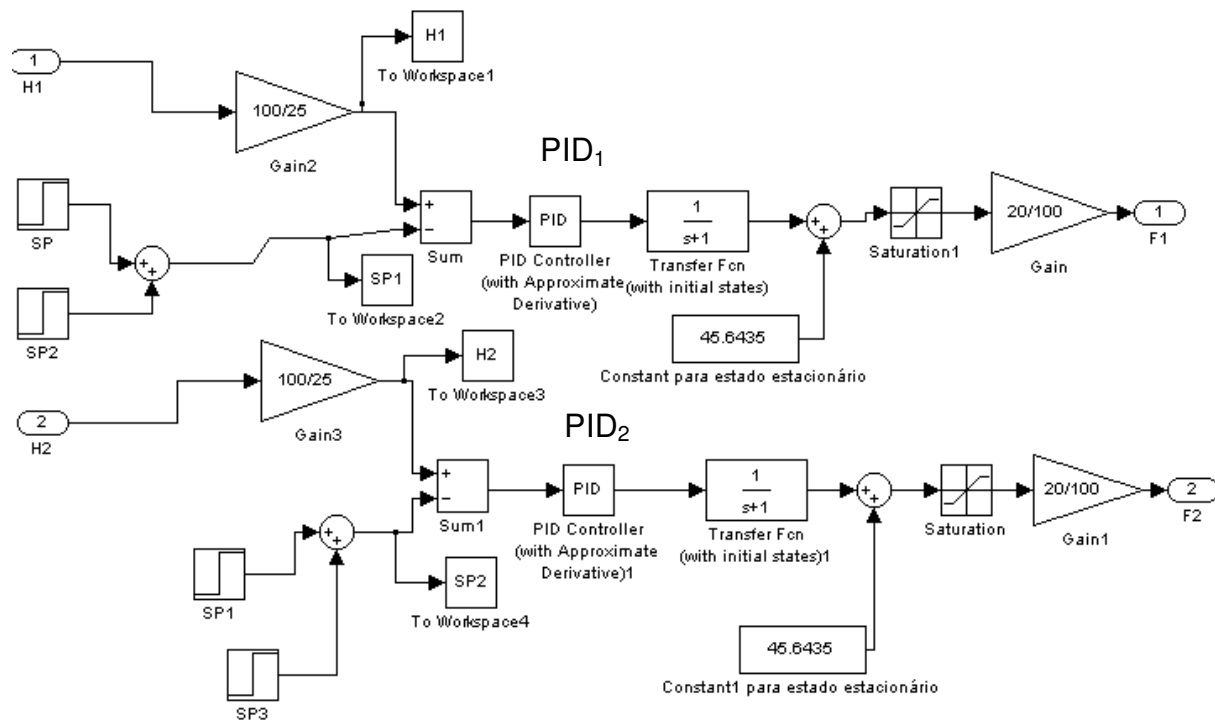 H1
To Workspace1
1
H1
100/25
Gain2
PID₁
SP
+
−
Sum
PID
PID Controller
(with Approximate
Derivative)
1
s+1
Transfer Fcn
(with initial states)
+
+
Saturation1
20/100
Gain
1
F1
+
+
SP1
To Workspace2
SP2
45.6435
Constant para estado estacionário
H2
To Workspace3
100/25
Gain3
2
H2
PID₂
+
−
Sum1
PID
PID Controller
(with Approximate
Derivative)1
1
s+1
Transfer Fcn
(with initial states)1
+
+
Saturation
20/100
Gain1
2
F2
+
+
SP1
SP2
To Workspace4
SP3
45.6435
Constant1 para estado estacionário